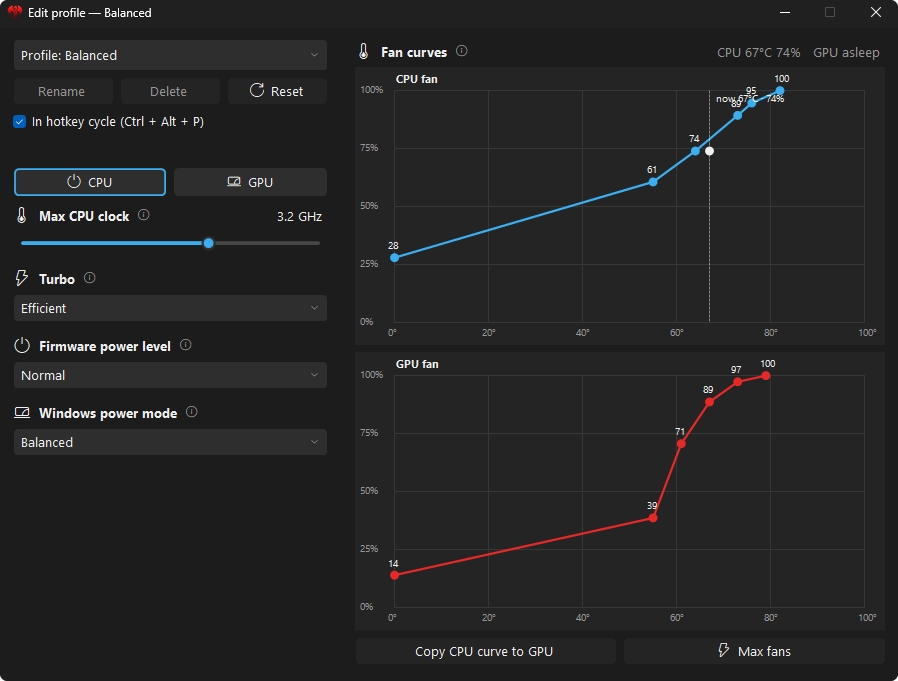 Edit profile — Balanced
Profile: Balanced
Rename
Delete
Reset
In hotkey cycle (Ctrl + Alt + P)
CPU
GPU
Max CPU clock
3.2 GHz
Turbo
Efficient
Firmware power level
Normal
Windows power mode
Balanced
Fan curves
CPU 67°C 74%
GPU asleep
CPU fan
100%
75%
50%
25%
0%
28
61
74
89
95
100
now 67°C 74%
0°
20°
40°
60°
80°
100°
GPU fan
100%
75%
50%
25%
0%
14
39
71
89
97
100
0°
20°
40°
60°
80°
100°
Copy CPU curve to GPU
Max fans